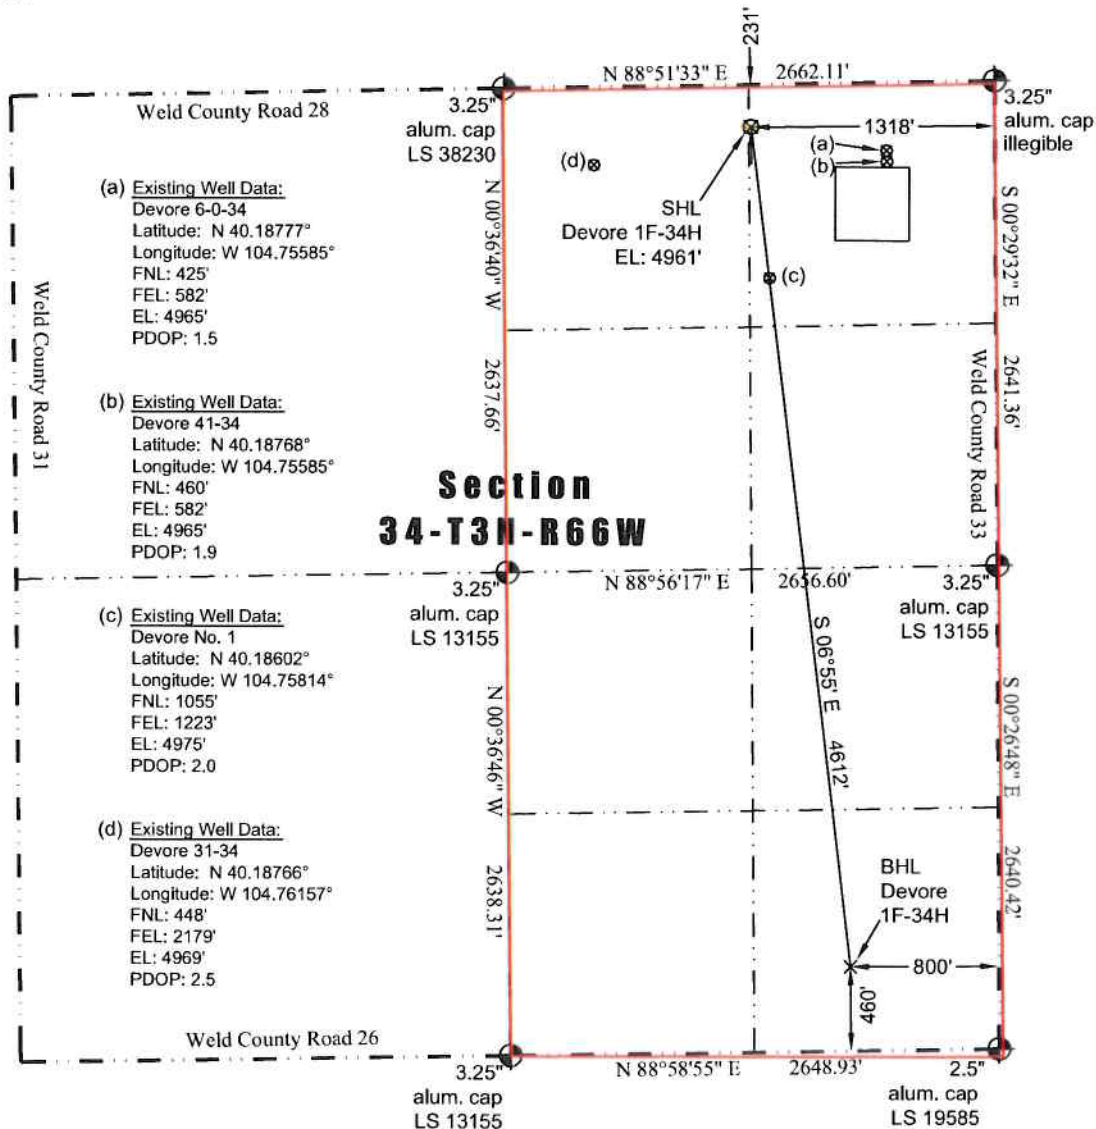 231'
N 88°51'33" E 2662.11'
Weld County Road 28
3.25"
alum. cap
LS 38230
3.25"
alum. cap
illegible
1318'
(a)
(b)
(d)
SHL
Devore 1F-34H
EL: 4961'
(c)
N 00°36'40" W 2637.66'
S 00°29'32" E 2641.36'
Weld County Road 31
Weld County Road 33
(a) Existing Well Data:
Devore 6-0-34
Latitude: N 40.18777°
Longitude: W 104.75585°
FNL: 425'
FEL: 582'
EL: 4965'
PDOP: 1.5
(b) Existing Well Data:
Devore 41-34
Latitude: N 40.18768°
Longitude: W 104.75585°
FNL: 460'
FEL: 582'
EL: 4965'
PDOP: 1.9
Section
34-T3N-R66W
3.25"
alum. cap
LS 13155
N 88°56'17" E 2656.60'
3.25"
alum. cap
LS 13155
(c) Existing Well Data:
Devore No. 1
Latitude: N 40.18602°
Longitude: W 104.75814°
FNL: 1055'
FEL: 1223'
EL: 4975'
PDOP: 2.0
S 06°55' E 4612'
N 00°36'46" W 2638.31'
S 00°26'48" E 2640.42'
(d) Existing Well Data:
Devore 31-34
Latitude: N 40.18766°
Longitude: W 104.76157°
FNL: 448'
FEL: 2179'
EL: 4969'
PDOP: 2.5
BHL
Devore
1F-34H
800'
460'
Weld County Road 26
3.25"
alum. cap
LS 13155
N 88°58'55" E 2648.93'
2.5"
alum. cap
LS 19585